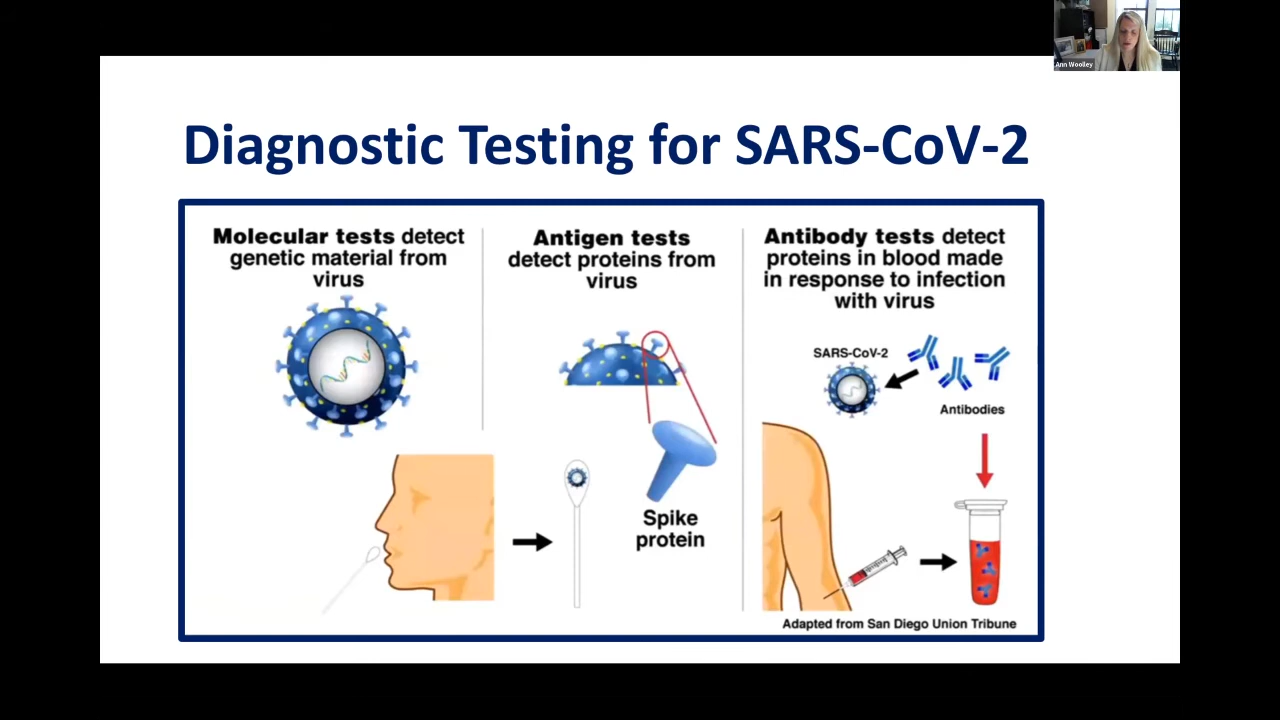 Ann Woolley
Diagnostic Testing for SARS-CoV-2
Molecular tests detect
genetic material from
virus
Antigen tests
detect proteins from
virus
Spike
protein
Antibody tests detect
proteins in blood made
in response to infection
with virus
SARS-CoV-2
Antibodies
Adapted from San Diego Union Tribune